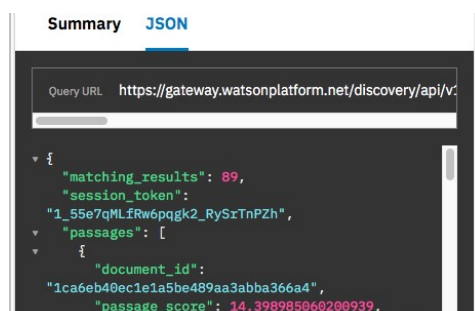 Summary JSON
Query URL https://gateway.watsonplatform.net/discovery/api/v1
{
"matching_results": 89,
"session_token":
"1_55e7qMLfRw6pqgk2_RySrTnPZh",
"passages": [
{
"document_id":
"1ca6eb40ec1e1a5be489aa3abba366a4",
"passage_score": 14.398985060200939,